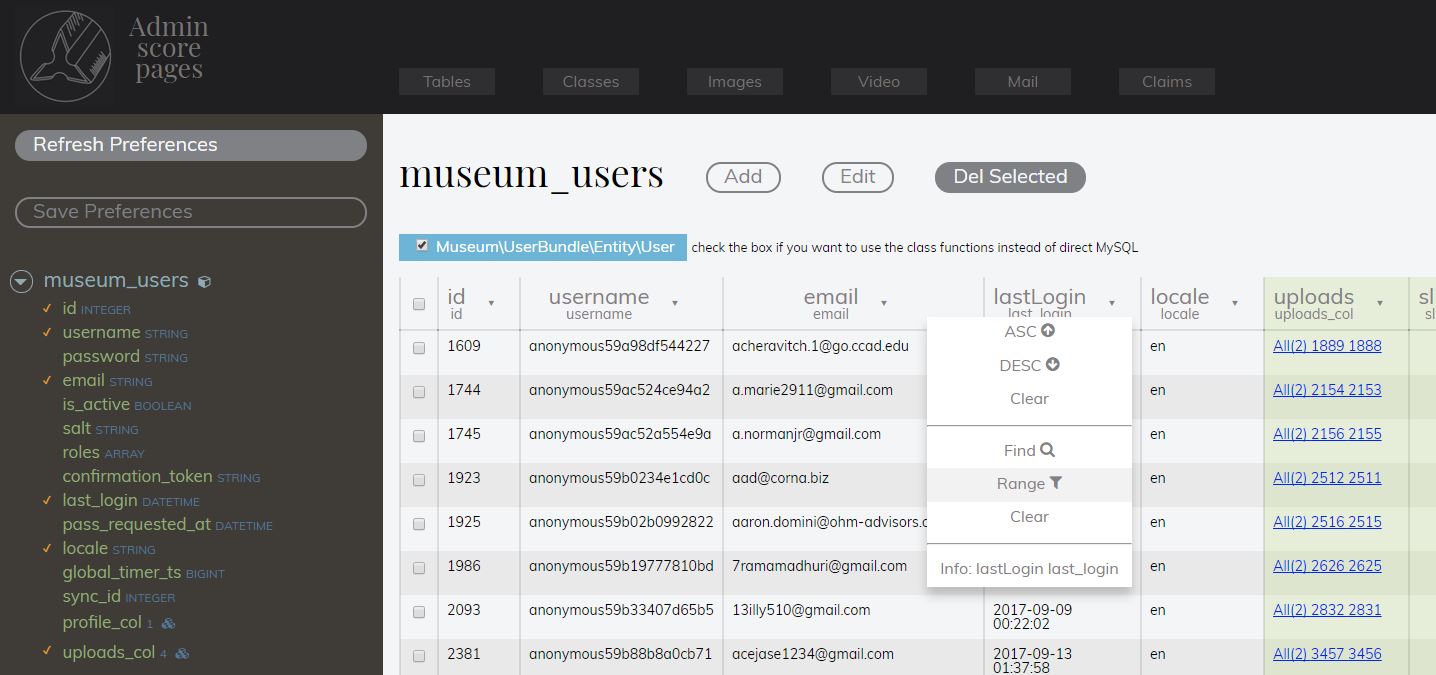 Admin
score
pages
Tables Classes Images Video Mail Claims
Refresh Preferences
Save Preferences
museum_users
id INTEGER
username STRING
password STRING
email STRING
is_active BOOLEAN
salt STRING
roles ARRAY
confirmation_token STRING
last_login DATETIME
pass_requested_at DATETIME
locale STRING
global_timer_ts BIGINT
sync_id INTEGER
profile_col 1
uploads_col 4
museum_users Add Edit Del Selected
Museum\UserBundle\Entity\User check the box if you want to use the class functions instead of direct MySQL
id username email lastLogin locale uploads sl
id username email last_login locale uploads_col sl
1609 anonymous59a98df544227 acheravitch.1@go.ccad.edu en All(2) 1889 1888
1744 anonymous59ac524ce94a2 a.marie2911@gmail.com en All(2) 2154 2153
1745 anonymous59ac52a554e9a a.normanjr@gmail.com en All(2) 2156 2155
1923 anonymous59b0234e1cd0c aad@corna.biz en All(2) 2512 2511
1925 anonymous59b02b0992822 aaron.domini@ohm-advisors.c en All(2) 2516 2515
1986 anonymous59b19777810bd 7ramamadhuri@gmail.com en All(2) 2626 2625
2093 anonymous59b33407d65b5 13illy510@gmail.com 2017-09-09 en All(2) 2832 2831
00:22:02
2381 anonymous59b88b8a0cb71 acejase1234@gmail.com 2017-09-13 en All(2) 3457 3456
01:37:58
ASC
DESC
Clear
Find
Range
Clear
Info: lastLogin last_login